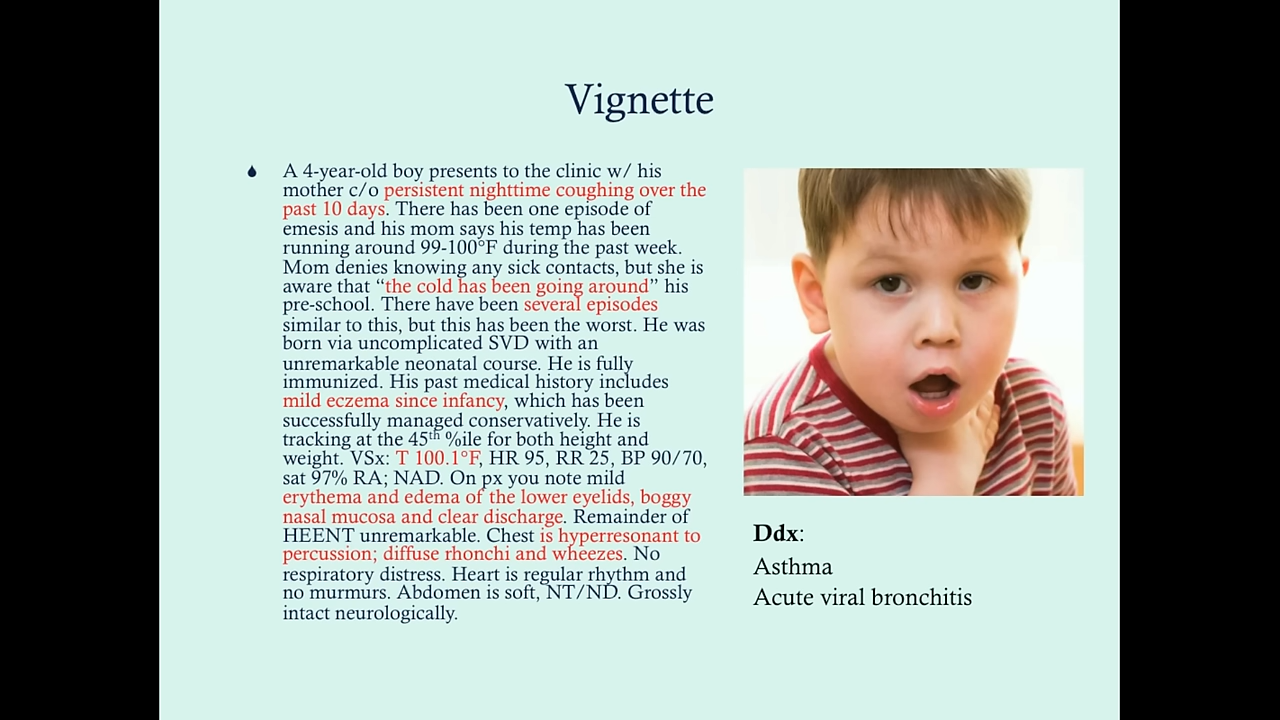 Vignette
A 4-year-old boy presents to the clinic w/ his
mother c/o persistent nighttime coughing over the
past 10 days. There has been one episode of
emesis and his mom says his temp has been
running around 99-100°F during the past week.
Mom denies knowing any sick contacts, but she is
aware that “the cold has been going around” his
pre-school. There have been several episodes
similar to this, but this has been the worst. He was
born via uncomplicated SVD with an
unremarkable neonatal course. He is fully
immunized. His past medical history includes
mild eczema since infancy, which has been
successfully managed conservatively. He is
tracking at the 45th %ile for both height and
weight. VSx: T 100.1°F, HR 95, RR 25, BP 90/70,
sat 97% RA; NAD. On px you note mild
erythema and edema of the lower eyelids, boggy
nasal mucosa and clear discharge. Remainder of
HEENT unremarkable. Chest is hyperresonant to
percussion; diffuse rhonchi and wheezes. No
respiratory distress. Heart is regular rhythm and
no murmurs. Abdomen is soft, NT/ND. Grossly
intact neurologically.
Ddx:
Asthma
Acute viral bronchitis